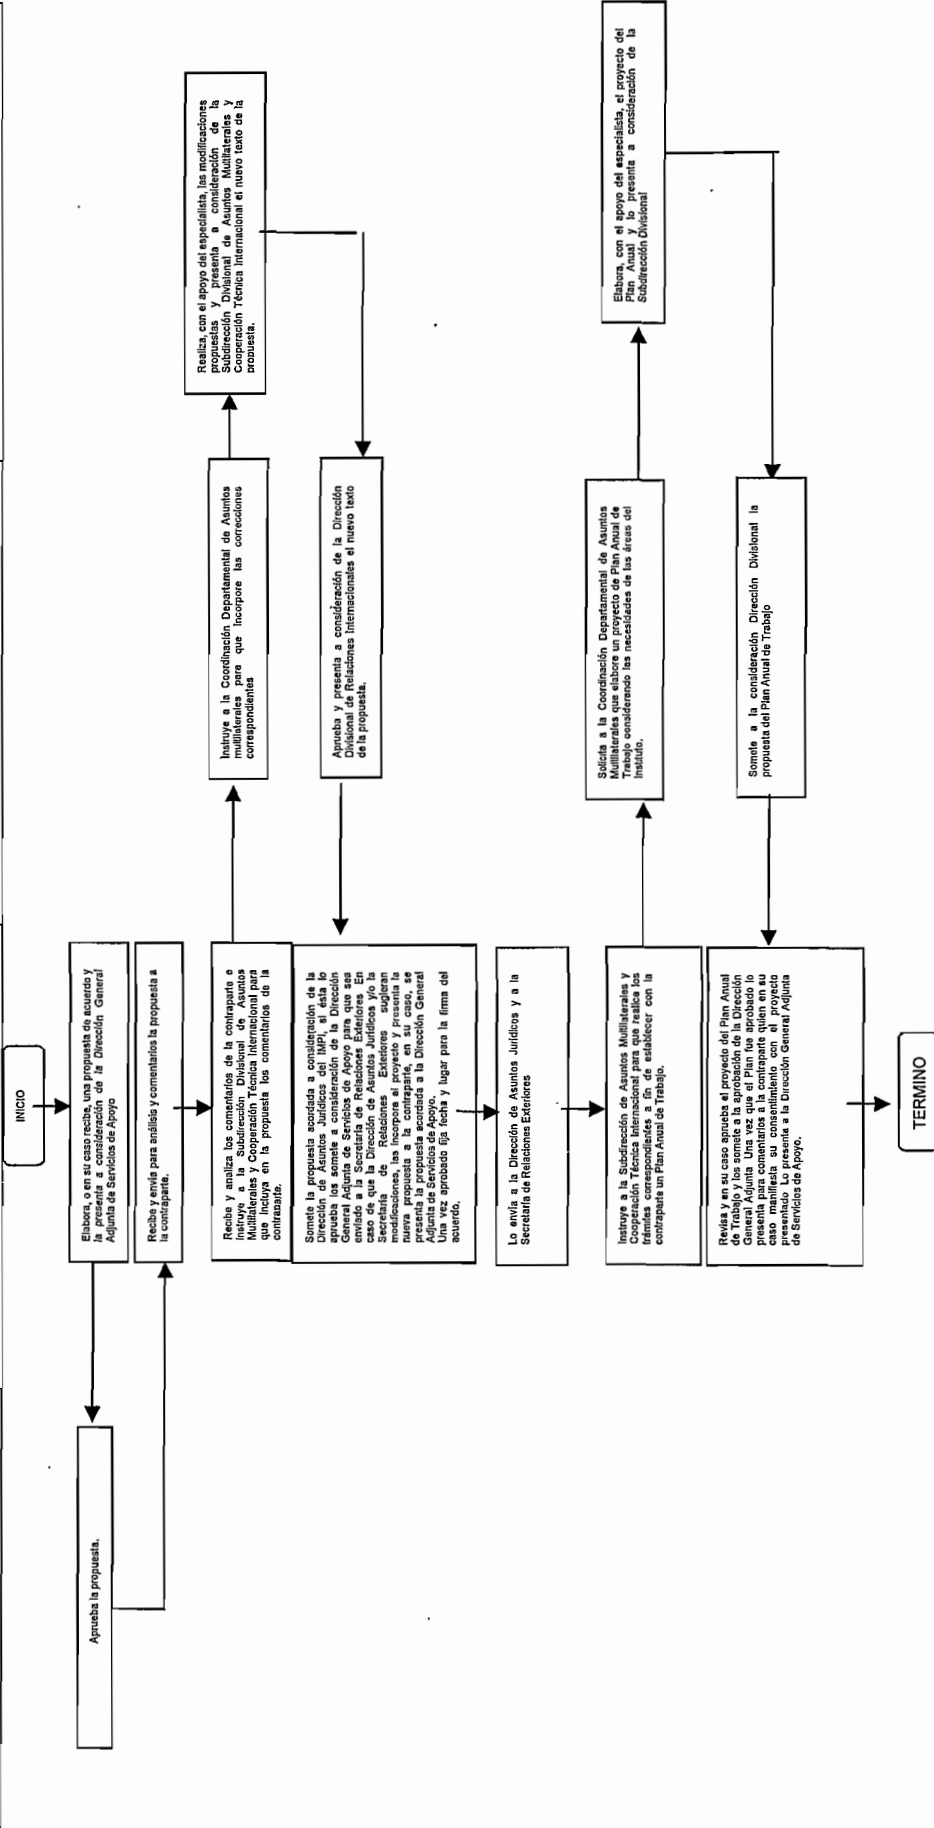 INICIO
Elabora, o en su caso recibe, una propuesta de acuerdo y
la presenta a consideración de la Dirección General
Adjunta de Servicios de Apoyo
Aprueba la propuesta.
Recibe y envía para análisis y comentarios la propuesta a
la contraparte.
Recibe y analiza los comentarios de la contraparte e
Instruye a la Subdirección Divisional de Asuntos
Multilaterales y Cooperación Técnica Internacional para
que incluya en la propuesta los comentarios de la
contraparte.
Instruye a la Coordinación Departamental de Asuntos
multilaterales para que incorpore las correcciones
correspondientes
Realiza, con el apoyo del especialista, las modificaciones
propuestas y presenta a consideración de la
Subdirección Divisional de Asuntos Multilaterales y
Cooperación Técnica Internacional el nuevo texto de la
propuesta.
Aprueba y presenta a consideración de la Dirección
Divisional de Relaciones Internacionales el nuevo texto
de la propuesta.
Somete la propuesta acordada a consideración de la
Dirección de Asuntos Jurídicos del IMPI, si ésta lo
aprueba los somete a consideración de la Dirección
General Adjunta de Servicios de Apoyo para que sea
enviado a la Secretaría de Relaciones Exteriores En
caso de que la Dirección de Asuntos Jurídicos y/o la
Secretaría de Relaciones Exteriores sugieran
modificaciones, las incorpora al proyecto y presenta la
nueva propuesta a la contraparte, en su caso, se
presenta la propuesta acordada a la Dirección General
Adjunta de Servicios de Apoyo.
Una vez aprobado fija fecha y lugar para la firma del
acuerdo.
Lo envía a la Dirección de Asuntos Jurídicos y a la
Secretaría de Relaciones Exteriores
Instruye a la Subdirección de Asuntos Multilaterales y
Cooperación Técnica Internacional para que realice los
trámites correspondientes a fin de establecer con la
contraparte un Plan Anual de Trabajo.
Solicita a la Coordinación Departamental de Asuntos
Multilaterales que elabore un proyecto de Plan Anual de
Trabajo considerando las necesidades de las áreas del
Instituto.
Elabora, con el apoyo del especialista, el proyecto del
Plan Anual y lo presenta a consideración de la
Subdirección Divisional
Somete a la consideración Dirección Divisional la
propuesta del Plan Anual de Trabajo
Revisa y en su caso aprueba el proyecto del Plan Anual
de Trabajo y los somete a la aprobación de la Dirección
General Adjunta Una vez que el Plan fue aprobado lo
presenta para comentarios a la contraparte quien en su
caso manifiesta su consentimiento con el proyecto
presentado Lo presenta a la Dirección General Adjunta
de Servicios de Apoyo.
TERMINO